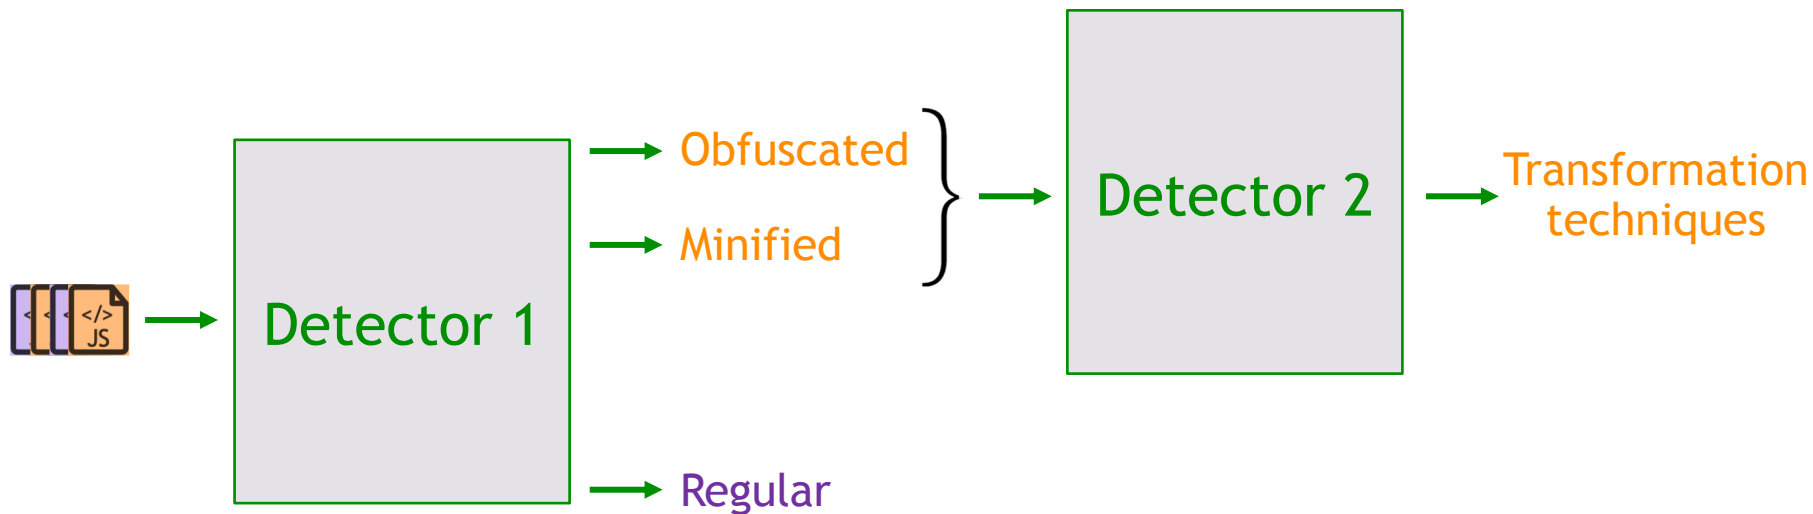 </>
JS
Detector 1
Obfuscated
Minified
Regular
Detector 2
Transformation
techniques